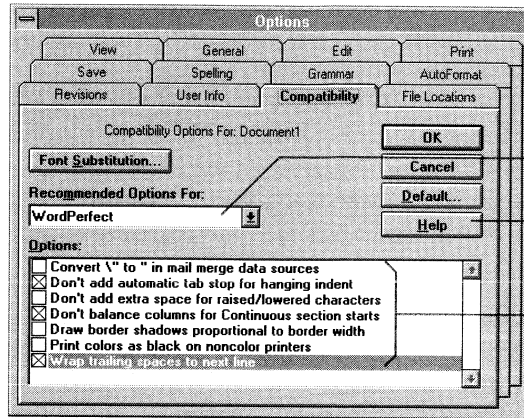 Options
View General Edit Print
Save Spelling Grammar AutoFormat
Revisions User Info Compatibility File Locations
Compatibility Options For: Document1
OK
Font Substitution...
Cancel
Recommended Options For:
Default...
WordPerfect
Help
Options:
Convert \" to " in mail merge data sources
Don't add automatic tab stop for hanging indent
Don't add extra space for raised/lowered characters
Don't balance columns for Continuous section starts
Draw border shadows proportional to border width
Print colors as black on noncolor printers
Wrap trailing spaces to next line